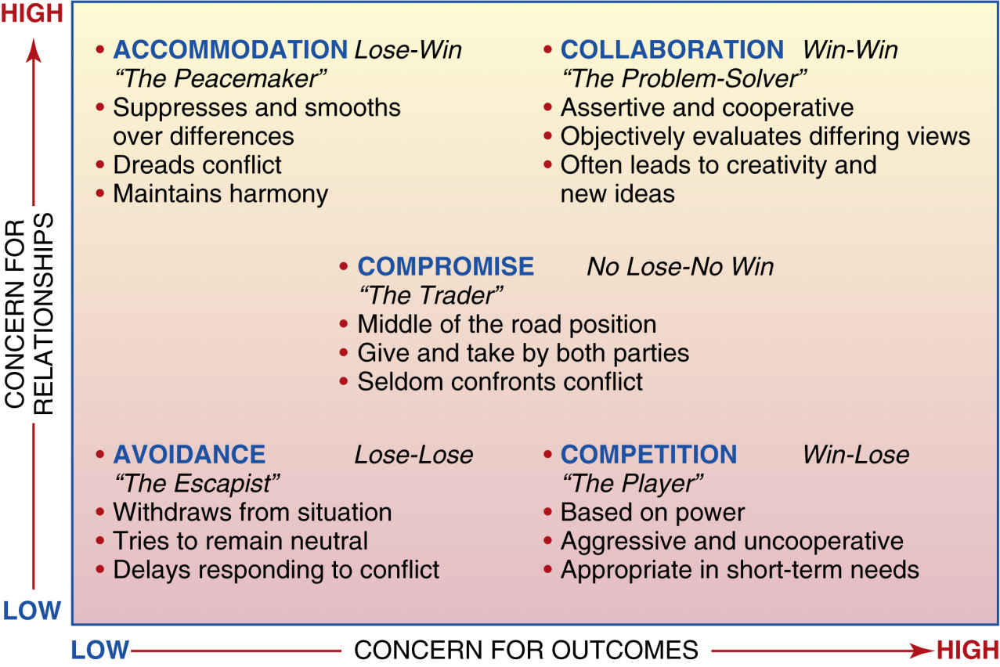 HIGH
CONCERN FOR
RELATIONSHIPS
LOW
• ACCOMMODATION Lose-Win
“The Peacemaker”
• Suppresses and smooths
over differences
• Dreads conflict
• Maintains harmony
• COLLABORATION Win-Win
“The Problem-Solver”
• Assertive and cooperative
• Objectively evaluates differing views
• Often leads to creativity and
new ideas
• COMPROMISE No Lose-No Win
“The Trader”
• Middle of the road position
• Give and take by both parties
• Seldom confronts conflict
• AVOIDANCE Lose-Lose
“The Escapist”
• Withdraws from situation
• Tries to remain neutral
• Delays responding to conflict
• COMPETITION Win-Lose
“The Player”
• Based on power
• Aggressive and uncooperative
• Appropriate in short-term needs
LOW CONCERN FOR OUTCOMES HIGH